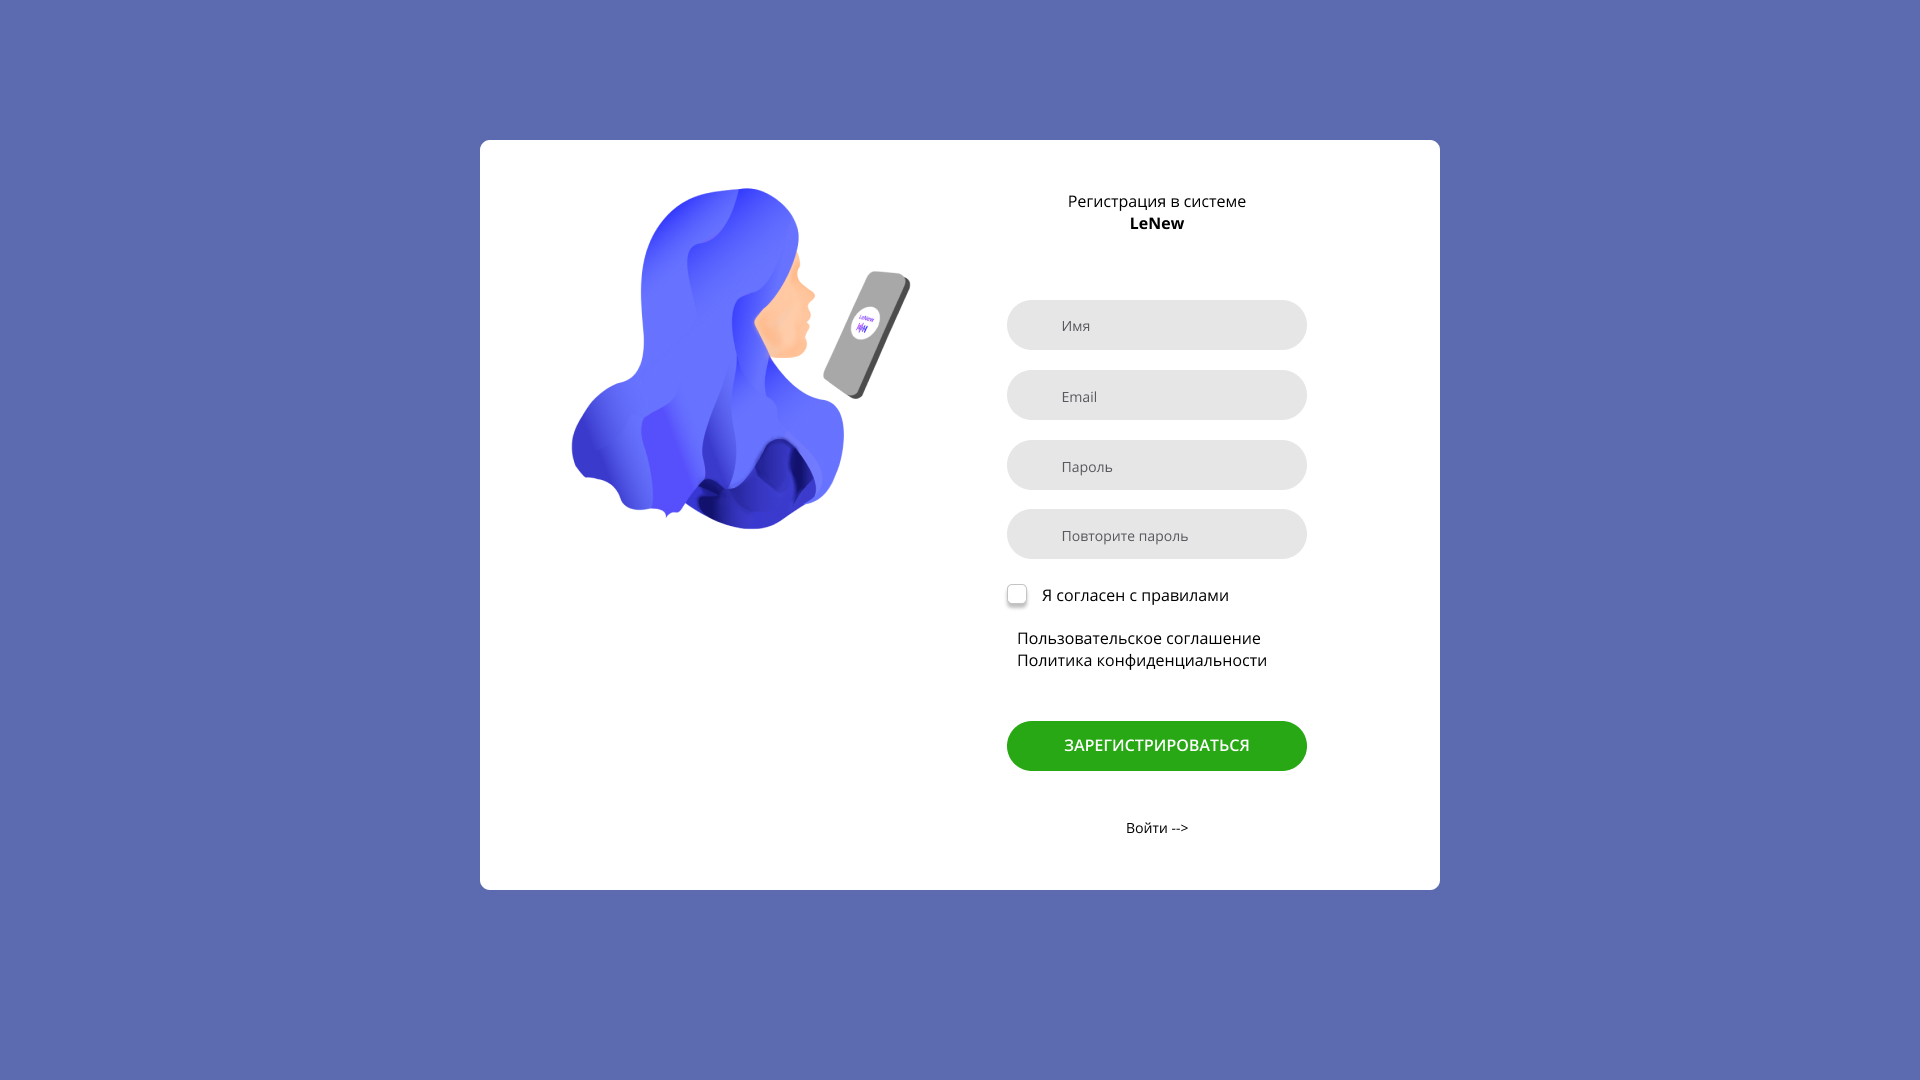 Регистрация в системе
LeNew
LeNew
Имя
Email
Пароль
Повторите пароль
Я согласен с правилами
Пользовательское соглашение
Политика конфиденциальности
ЗАРЕГИСТРИРОВАТЬСЯ
Войти -->